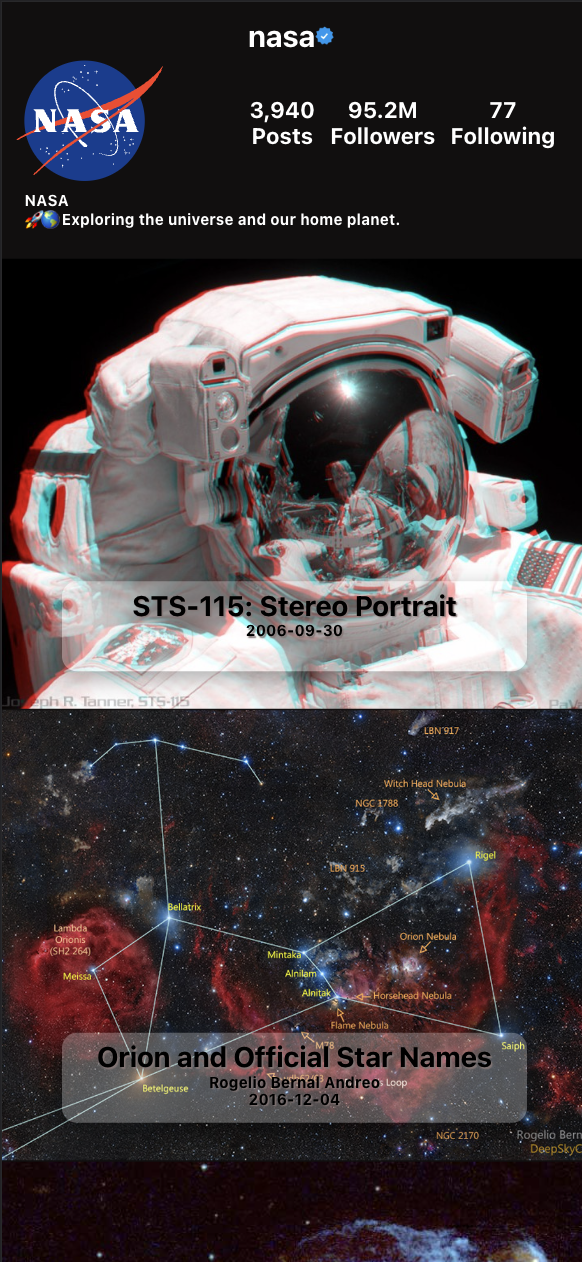 nasa
NASA
3,940 95.2M 77
Posts Followers Following
NASA
🚀🌎Exploring the universe and our home planet.
STS-115: Stereo Portrait
2006-09-30
Joseph R. Tanner, STS-115
LBN 917
Witch Head Nebula
NGC 1788
Rigel
LBN 915
Bellatrix
Lambda
Orionis
(SH2 264)
Orion Nebula
Mintaka
Meissa
Alnilam
Alnitak
Horsehead Nebula
Flame Nebula
M78
Saiph
Orion and Official Star Names
Betelgeuse
Rogelio Bernal Andreo
Loop
2016-12-04
NGC 2170
Rogelio Bern
DeepSkyC